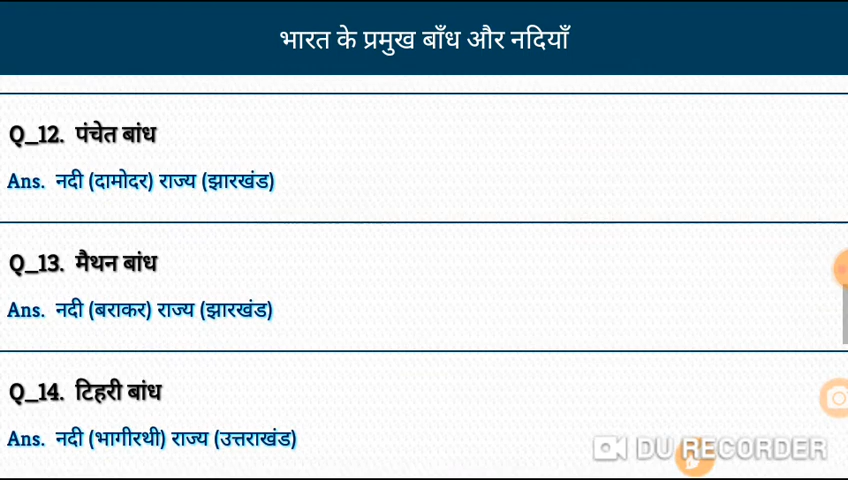 भारत के प्रमुख बाँध और नदियाँ
Q_12. पंचेत बांध
Ans. नदी (दामोदर) राज्य (झारखंड)
Q_13. मैथन बांध
Ans. नदी (बराकर) राज्य (झारखंड)
Q_14. टिहरी बांध
Ans. नदी (भागीरथी) राज्य (उत्तराखंड)
DU RECORDER